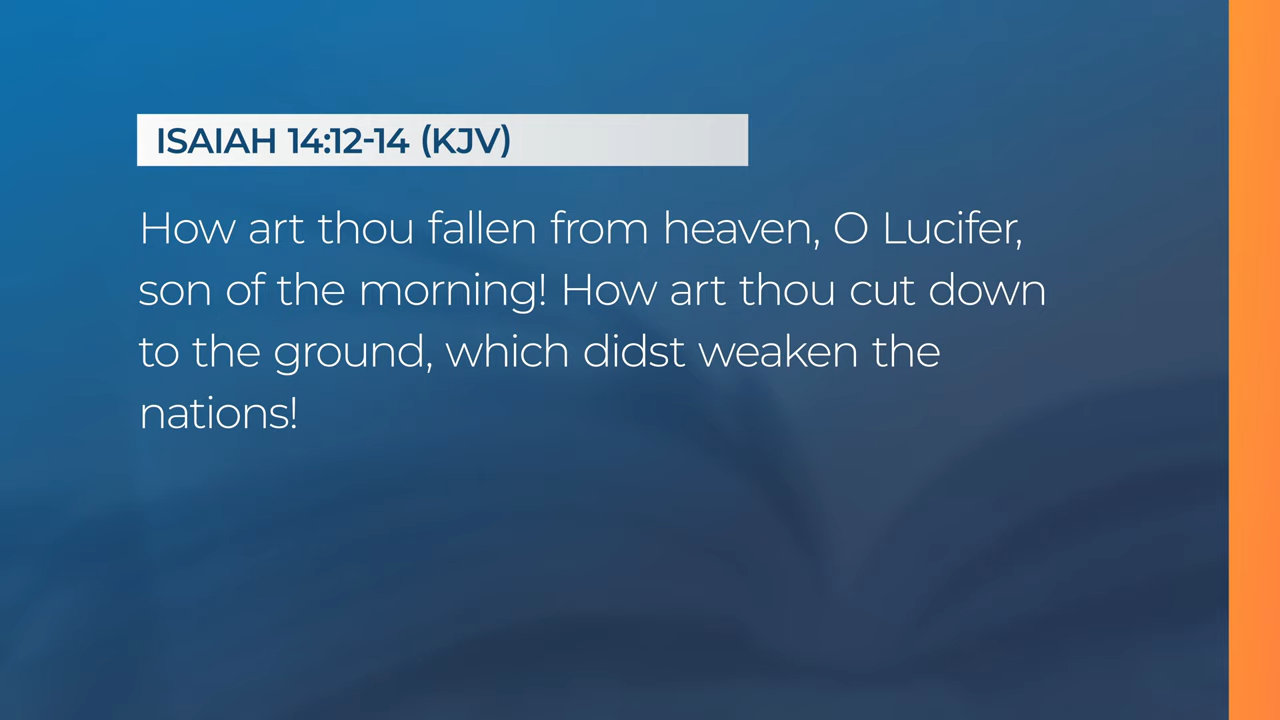 ISAIAH 14:12-14 (KJV)
How art thou fallen from heaven, O Lucifer,
son of the morning! How art thou cut down
to the ground, which didst weaken the
nations!